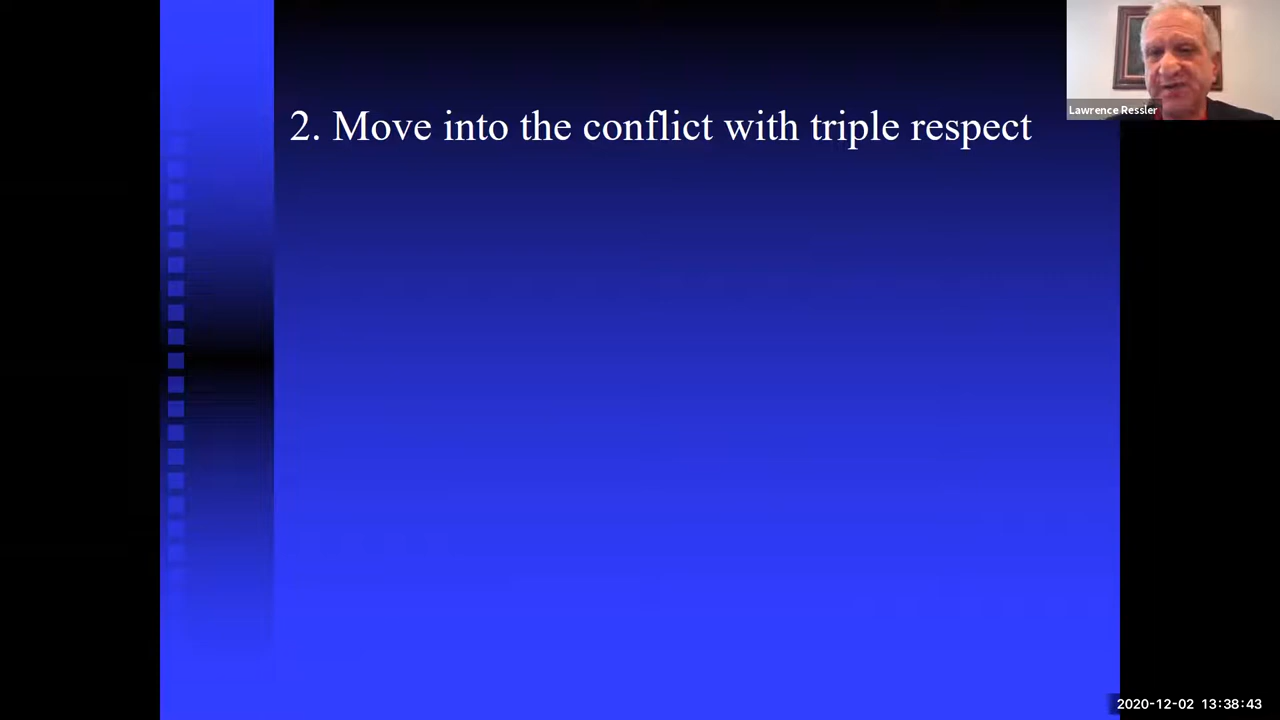 2. Move into the conflict with triple respect
Lawrence Ressler
2020-12-02 13:38:43